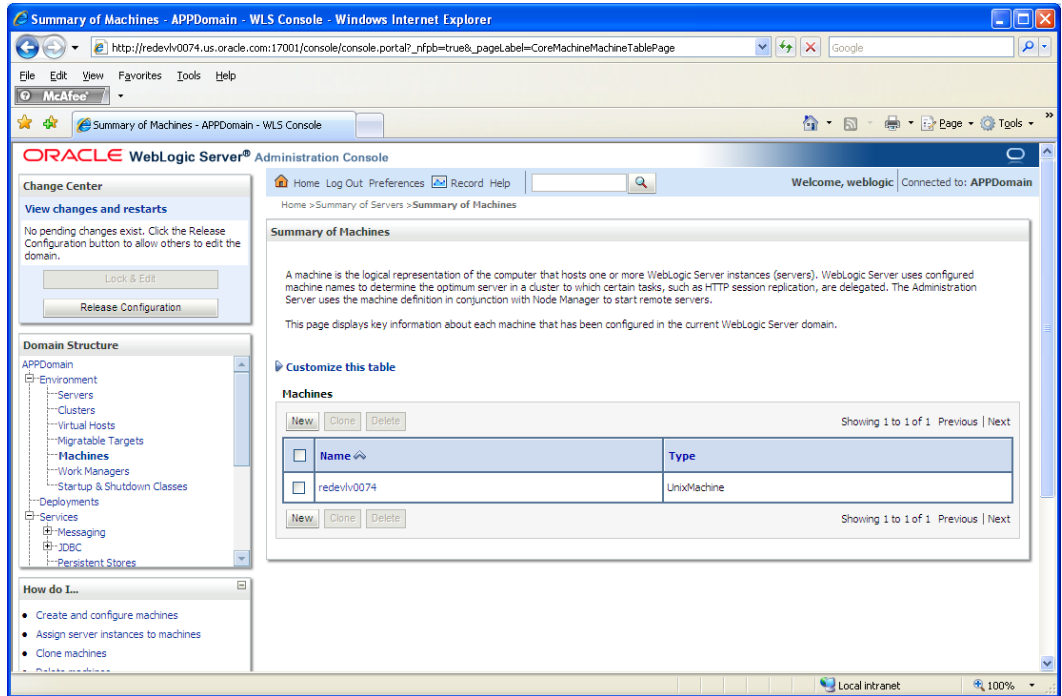 Summary of Machines - APPDomain - WLS Console - Windows Internet Explorer
http://redevlv0074.us.oracle.com:17001/console/console.portal?_nfpb=true&_pageLabel=CoreMachineMachineTablePage
Google
File Edit View Favorites Tools Help
McAfee
Summary of Machines - APPDomain - WLS Console
Page Tools
ORACLE WebLogic Server® Administration Console
Change Center
View changes and restarts
No pending changes exist. Click the Release
Configuration button to allow others to edit the
domain.
Lock & Edit
Release Configuration
Domain Structure
APPDomain
Environment
Servers
Clusters
Virtual Hosts
Migratable Targets
Machines
Work Managers
Startup & Shutdown Classes
Deployments
Services
Messaging
JDBC
Persistent Stores
How do I...
Create and configure machines
Assign server instances to machines
Clone machines
Delete machines
Home Log Out Preferences Record Help
Welcome, weblogic Connected to: APPDomain
Home >Summary of Servers >Summary of Machines
Summary of Machines
A machine is the logical representation of the computer that hosts one or more WebLogic Server instances (servers). WebLogic Server uses configured
machine names to determine the optimum server in a cluster to which certain tasks, such as HTTP session replication, are delegated. The Administration
Server uses the machine definition in conjunction with Node Manager to start remote servers.
This page displays key information about each machine that has been configured in the current WebLogic Server domain.
Customize this table
Machines
New Clone Delete Showing 1 to 1 of 1 Previous | Next
Name Type
redevlv0074 UnixMachine
New Clone Delete Showing 1 to 1 of 1 Previous | Next
Local intranet 100%